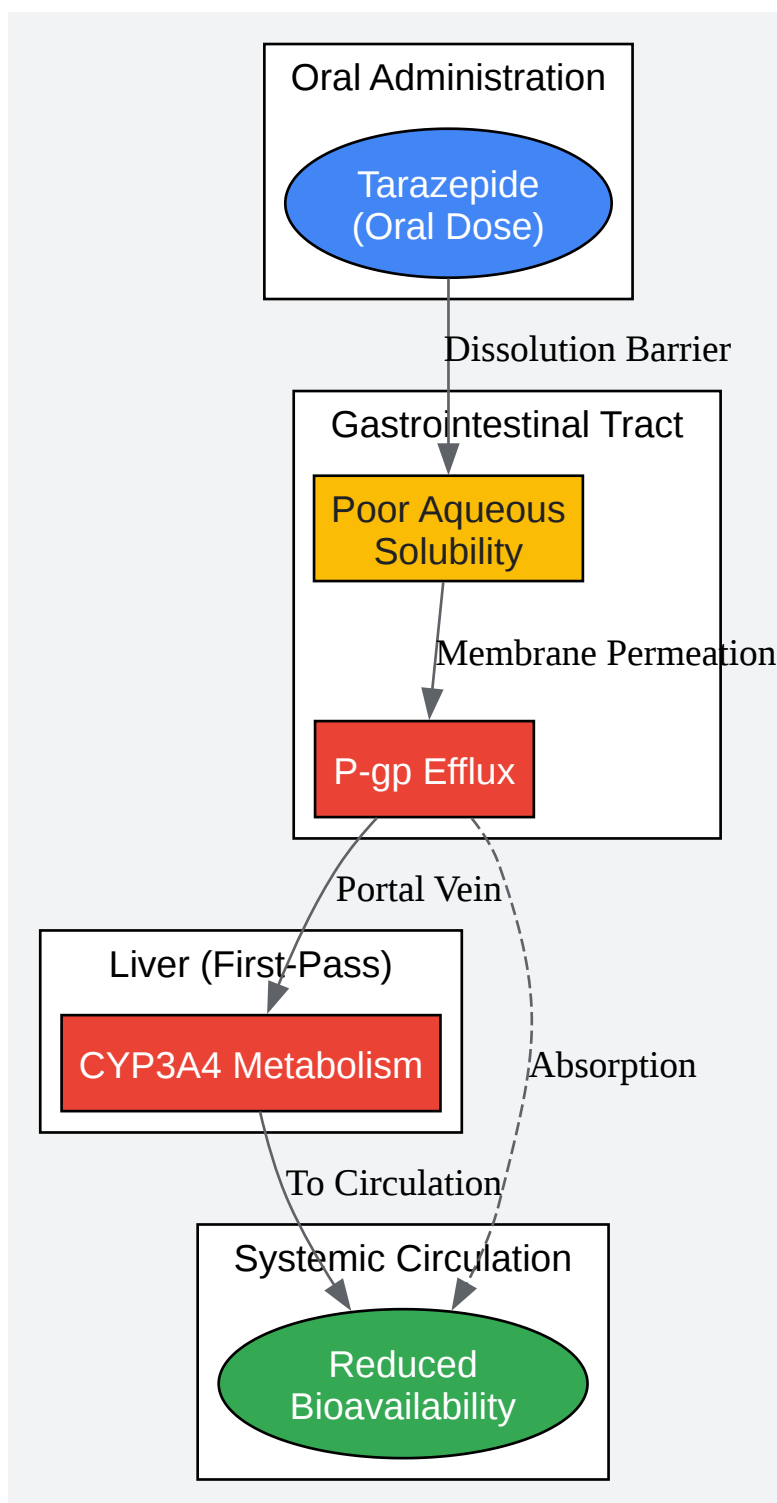 Oral Administration
Tarazepide
(Oral Dose)
Dissolution Barrier
Gastrointestinal Tract
Poor Aqueous
Solubility
Membrane Permeation
P-gp Efflux
Portal Vein
Liver (First-Pass)
CYP3A4 Metabolism
Absorption
To Circulation
Systemic Circulation
Reduced
Bioavailability